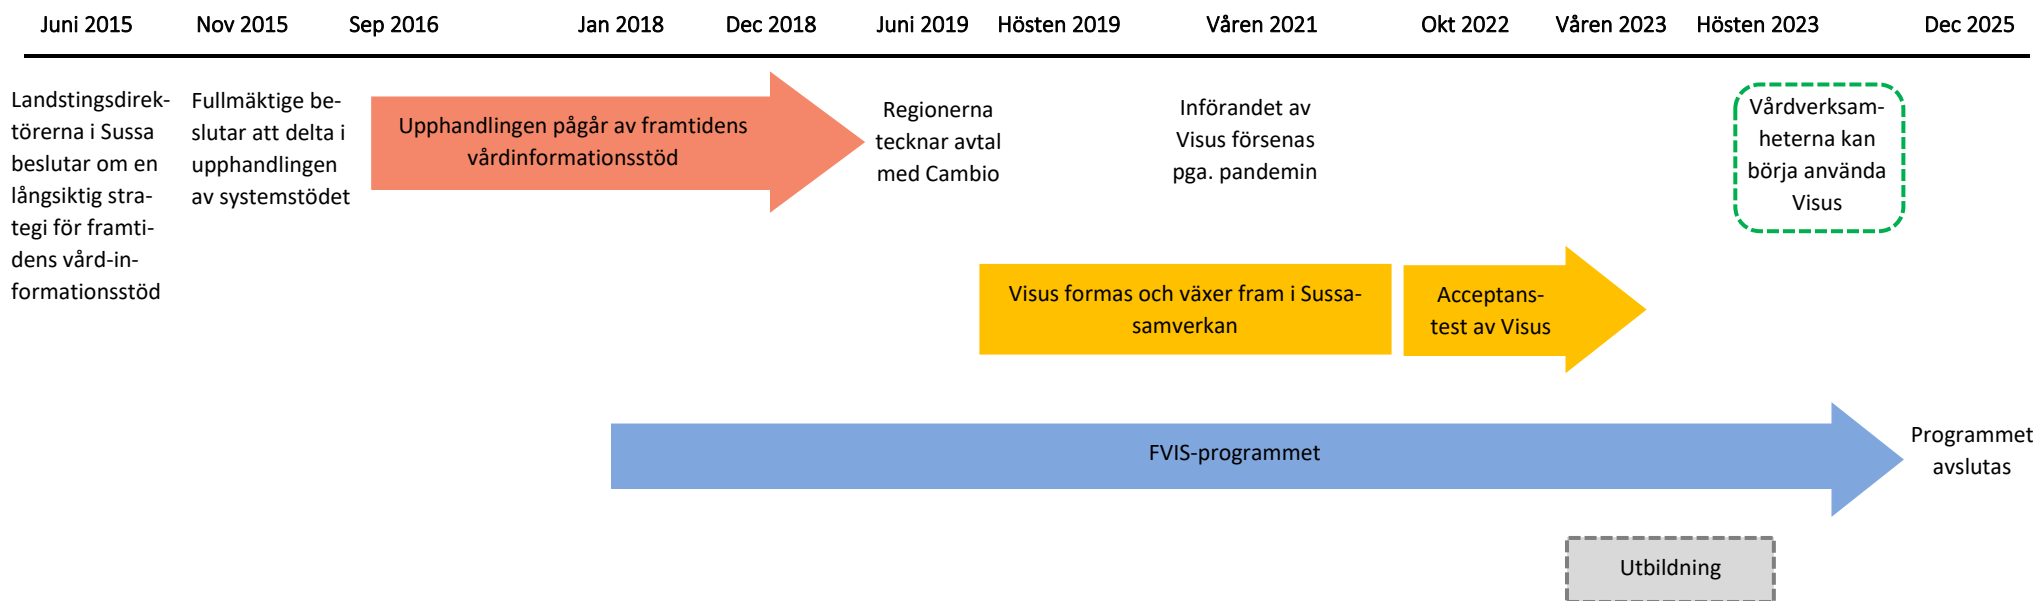 Juni 2015 Nov 2015 Sep 2016 Jan 2018 Dec 2018 Juni 2019 Hösten 2019 Våren 2021 Okt 2022 Våren 2023 Hösten 2023 Dec 2025
Landstingsdirek-
törerna i Sussa
beslutar om en
långsiktig stra-
tegi för framti-
dens vård-in-
formationsstöd
Fullmäktige be-
slutar att delta i
upphandlingen
av systemstödet
Upphandlingen pågår av framtidens
vårdinformationsstöd
Regionerna
tecknar avtal
med Cambio
Införandet av
Visus försenas
pga. pandemin
Vårdverksam-
heterna kan
börja använda
Visus
Visus formas och växer fram i Sussa-
samverkan
Acceptans-
test av Visus
FVIS-programmet
Programmet
avslutas
Utbildning